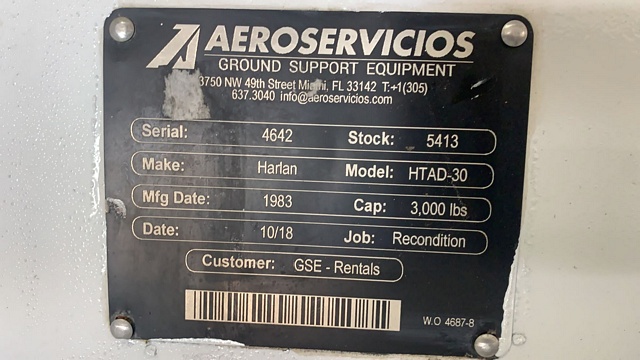 AEROSERVICIOS
GROUND SUPPORT EQUIPMENT
3750 NW 49th Street Miami, FL 33142 T:+1(305)
637.3040 info@aeroservicios.com
Serial: 4642 Stock: 5413
Make: Harlan Model: HTAD-30
Mfg Date: 1983 Cap: 3,000 lbs
Date: 10/18 Job: Recondition
Customer: GSE - Rentals
W.O 4687-8